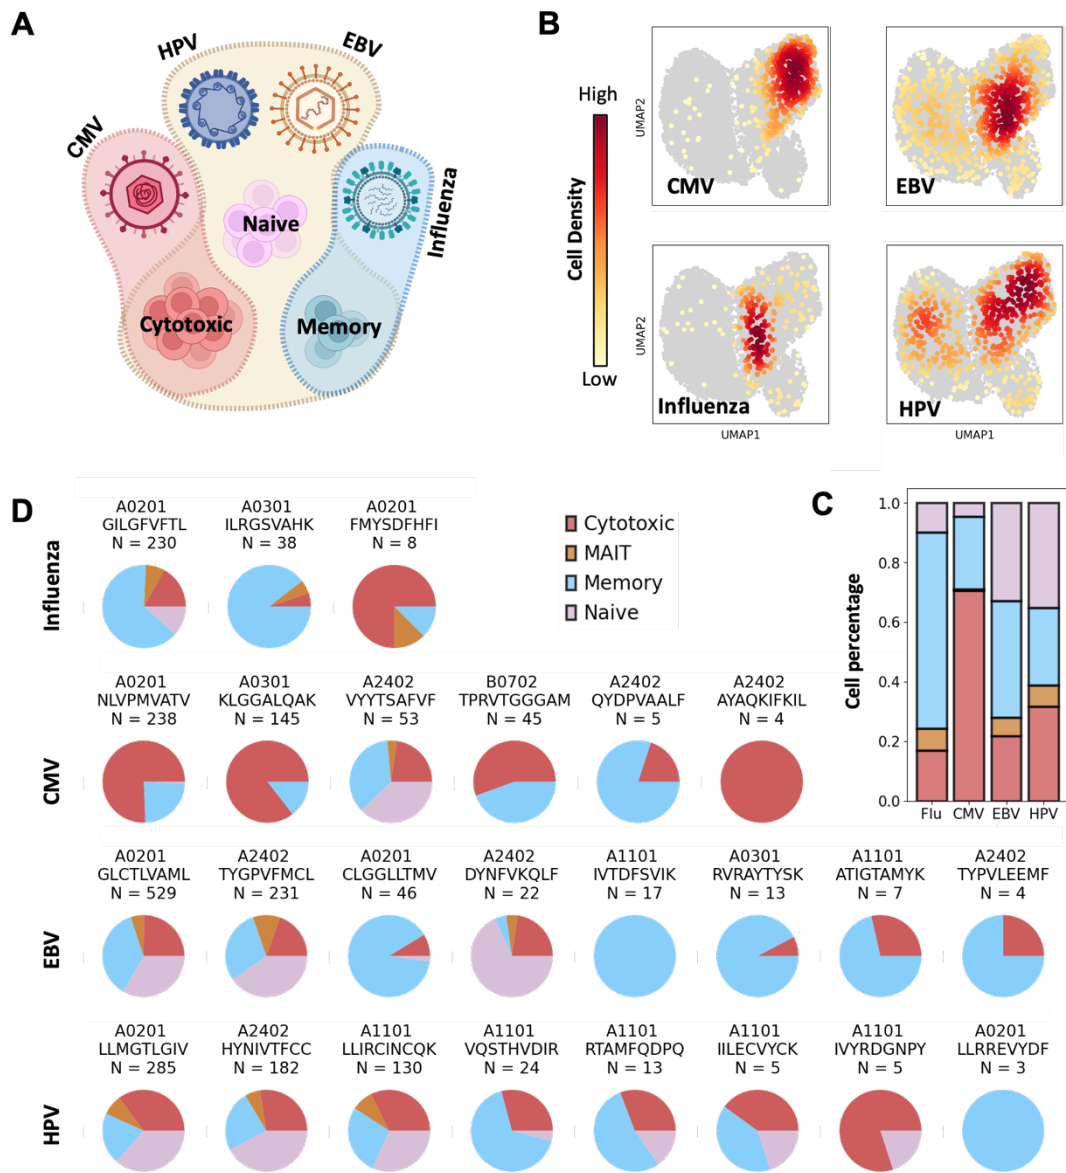 A
HPV
EBV
CMV
Influenza
Naive
Cytotoxic
Memory
B
High
Cell Density
Low
UMAP2
CMV
EBV
UMAP2
Influenza
UMAP1
HPV
UMAP1
D
Influenza
A0201
GILGFVFTL
N = 230
A0301
ILRGSVAHK
N = 38
A0201
FMYSDFHFI
N = 8
Cytotoxic
MAIT
Memory
Naive
C
Cell percentage
1.0
0.8
0.6
0.4
0.2
0.0
Flu CMV EBV HPV
CMV
A0201
NLVPMVATV
N = 238
A0301
KLGGALQAK
N = 145
A2402
VYYTSAFVF
N = 53
B0702
TPRVTGGGAM
N = 45
A2402
QYDPVAALF
N = 5
A2402
AYAQKIFKIL
N = 4
EBV
A0201
GLCTLVAML
N = 529
A2402
TYGPVFMCL
N = 231
A0201
CLGGLLTMV
N = 46
A2402
DYNFVKQLF
N = 22
A1101
IVTDFSVIK
N = 17
A0301
RVRAYTYSK
N = 13
A1101
ATIGTAMYK
N = 7
A2402
TYPVLEEMF
N = 4
HPV
A0201
LLMGTLGIV
N = 285
A2402
HYNIVTFCC
N = 182
A1101
LLIRCINCQK
N = 130
A1101
VQSTHVDIR
N = 24
A1101
RTAMFQDPQ
N = 13
A1101
IILECVYCK
N = 5
A1101
IVYRDGNPY
N = 5
A0201
LLRREVYDF
N = 3